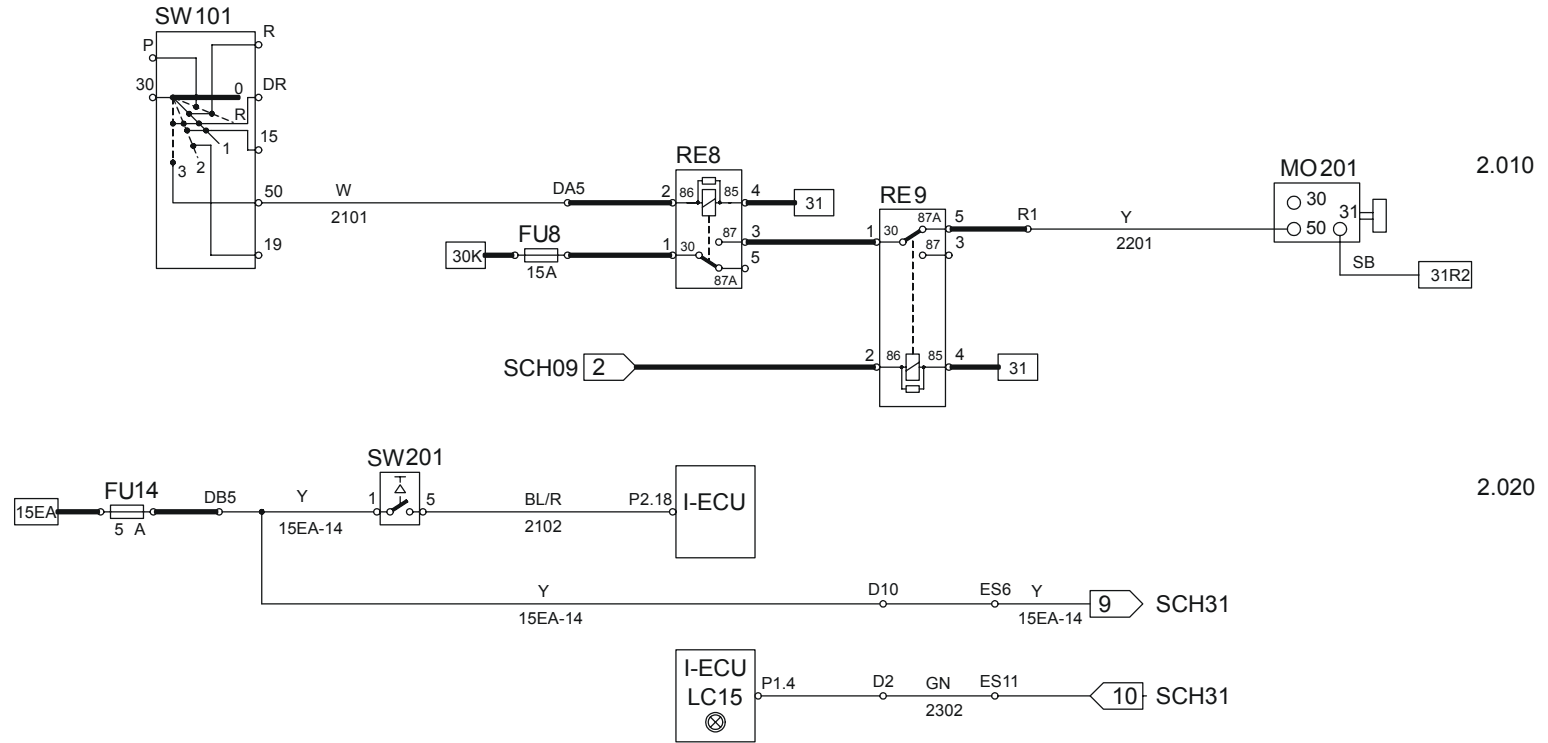 SW101
P
R
30
0
DR
R
15
1
2
3
50
W
2101
DA5
19
RE8
2
86
85
4
31
FU8
30K
15A
1
30
87
3
5
87A
RE9
1
30
87A
5
87
3
R1
Y
2201
MO201
30
31
50
SB
31R2
2.010
SCH09
2
2
86
85
4
31
15EA
FU14
5 A
DB5
Y
15EA-14
SW201
1
5
BL/R
2102
P2.18
I-ECU
2.020
Y
15EA-14
D10
ES6
Y
15EA-14
9
SCH31
I-ECU
LC15
P1.4
D2
GN
2302
ES11
10
SCH31